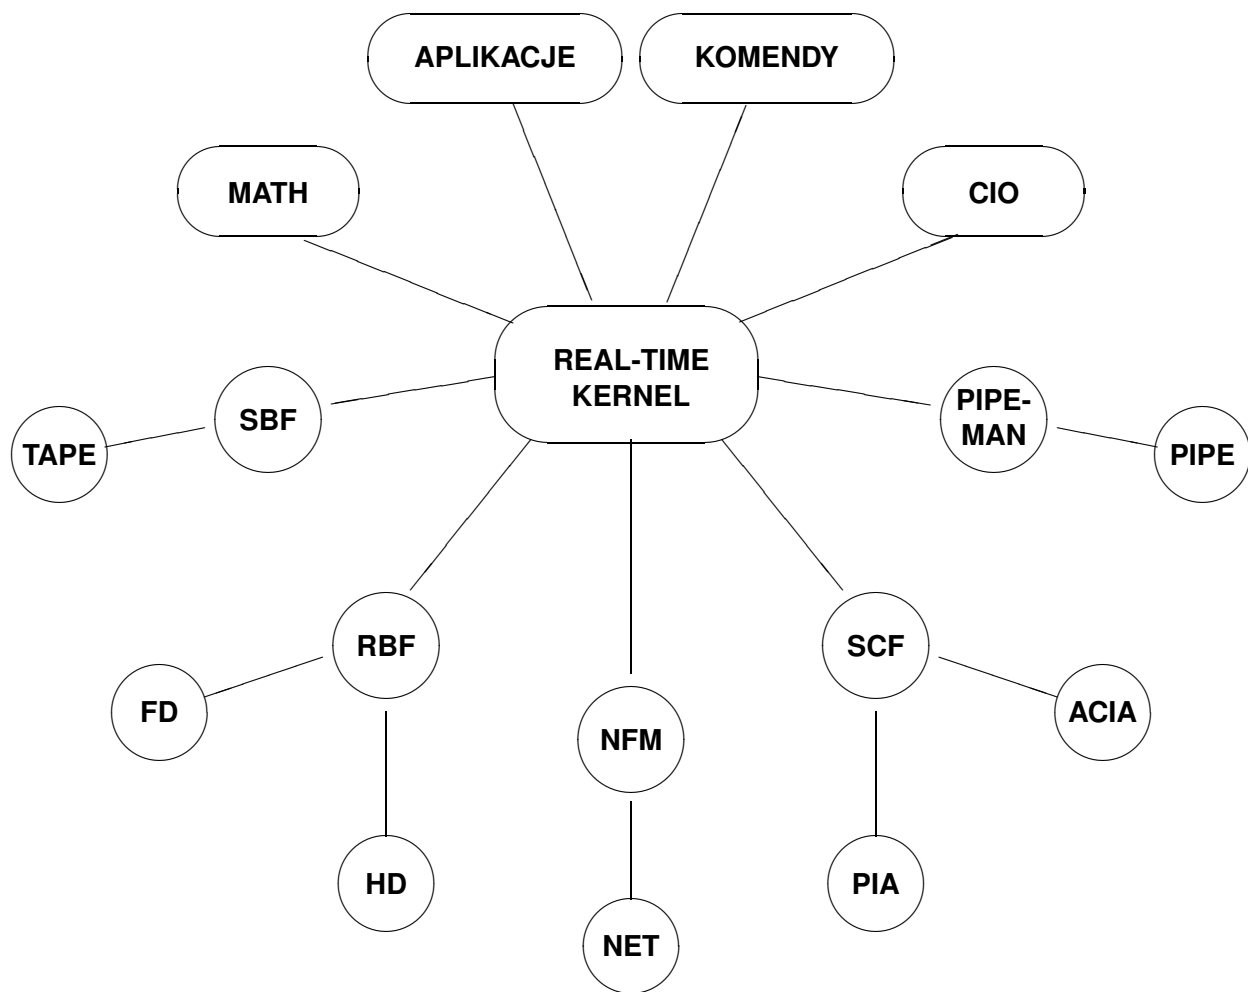 APLIKACJE
KOMENDY
MATH
CIO
REAL-TIME
KERNEL
SBF
TAPE
PIPE-
MAN
PIPE
RBF
SCF
FD
NFM
ACIA
HD
PIA
NET